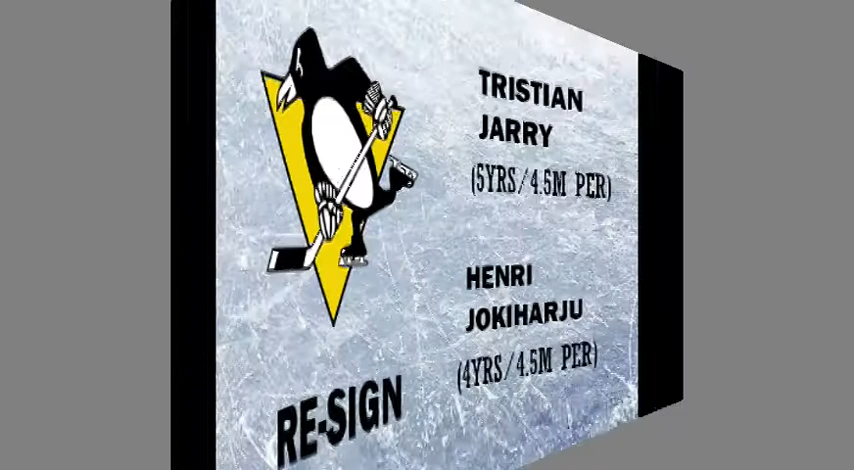 TRISTIAN
JARRY
(5YRS/4.5M PER)
HENRI
JOKIHARJU
(4YRS/4.5M PER)
RE-SIGN